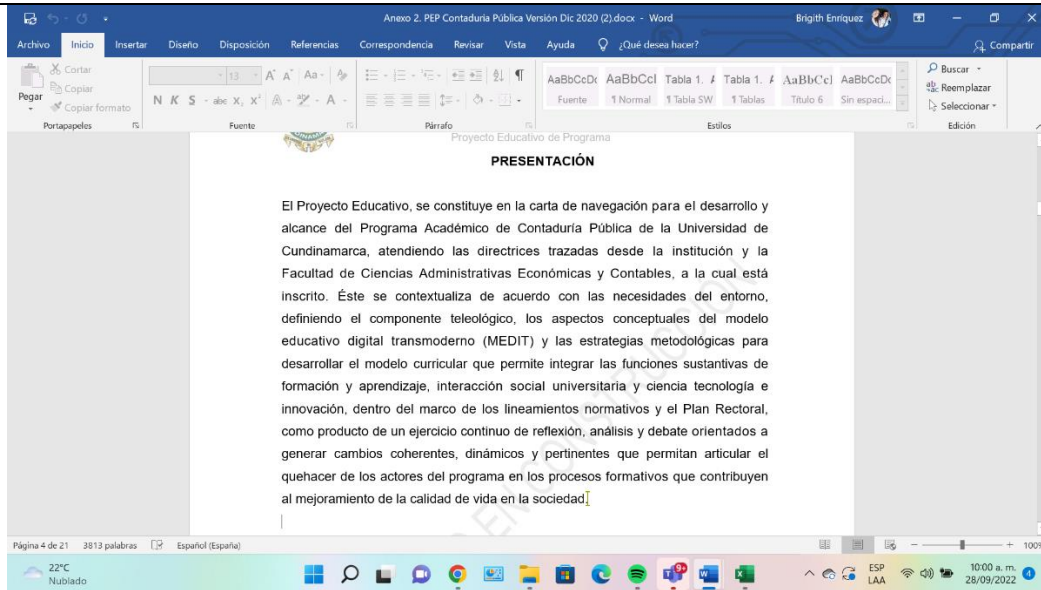 Anexo 2. PEP Contaduria Pública Versión Dic 2020 (2).docx - Word
Brigith Enríquez
Archivo Inicio Insertar Diseño Disposición Referencias Correspondencia Revisar Vista Ayuda ¿Qué desea hacer? Compartir
Pegar
Cortar
Copiar
Copiar formato
Portapapeles
13 A A Aa
N K S abc X, X² A A
Fuente
Párrafo
AaBbCcDc AaBbCcI Tabla 1. A Tabla 1. A AaBbCcI AaBbCcDc
Fuente ¶ Normal ¶ Tabla SW ¶ Tablas Título 6 Sin espaci...
Estilos
Buscar
Reemplazar
Seleccionar
Edición
Proyecto Educativo de Programa
PRESENTACIÓN
El Proyecto Educativo, se constituye en la carta de navegación para el desarrollo y
alcance del Programa Académico de Contaduría Pública de la Universidad de
Cundinamarca, atendiendo las directrices trazadas desde la institución y la
Facultad de Ciencias Administrativas Económicas y Contables, a la cual está
inscrito. Éste se contextualiza de acuerdo con las necesidades del entorno,
definiendo el componente teleológico, los aspectos conceptuales del modelo
educativo digital transmoderno (MEDIT) y las estrategias metodológicas para
desarrollar el modelo curricular que permite integrar las funciones sustantivas de
formación y aprendizaje, interacción social universitaria y ciencia tecnología e
innovación, dentro del marco de los lineamientos normativos y el Plan Rectoral,
como producto de un ejercicio continuo de reflexión, análisis y debate orientados a
generar cambios coherentes, dinámicos y pertinentes que permitan articular el
quehacer de los actores del programa en los procesos formativos que contribuyen
al mejoramiento de la calidad de vida en la sociedad.
EN CONSTRUCCIÓN
Página 4 de 21 3813 palabras Español (España) 100%
22°C
Nublado
ESP
LAA
10:00 a. m.
28/09/2022
4